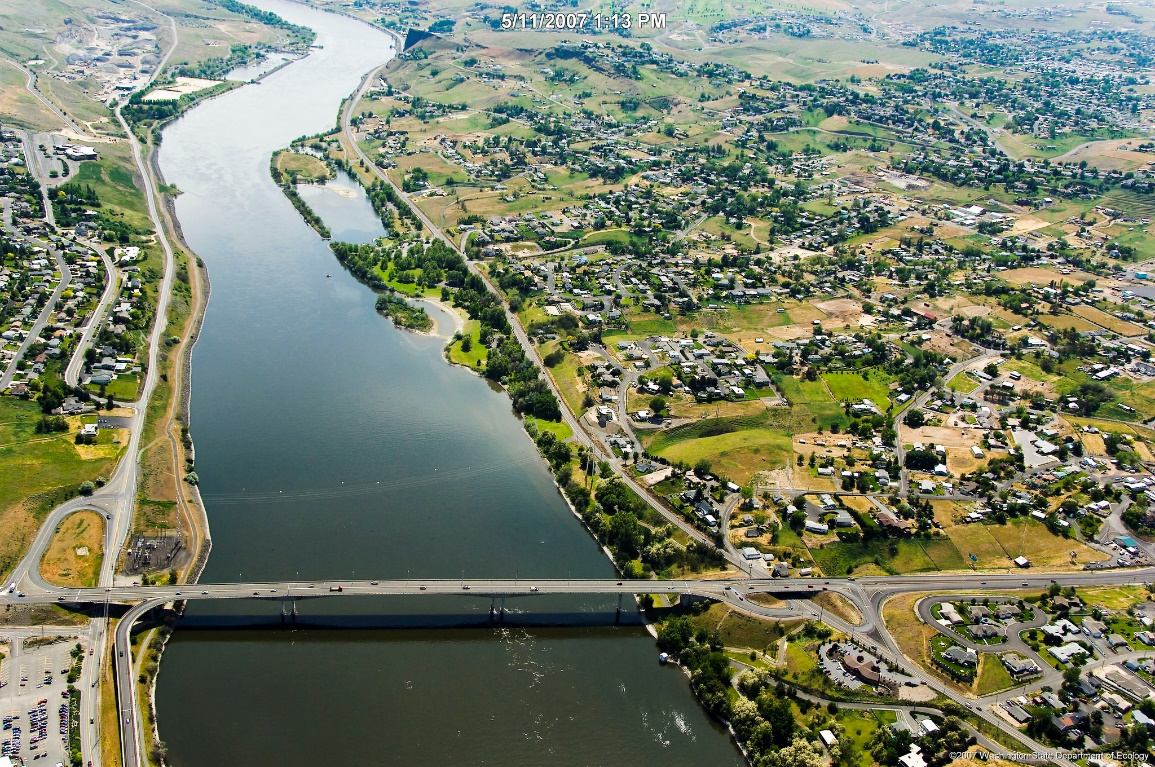 5/11/2007 1:13 PM
©2007 Washington State Department of Ecology